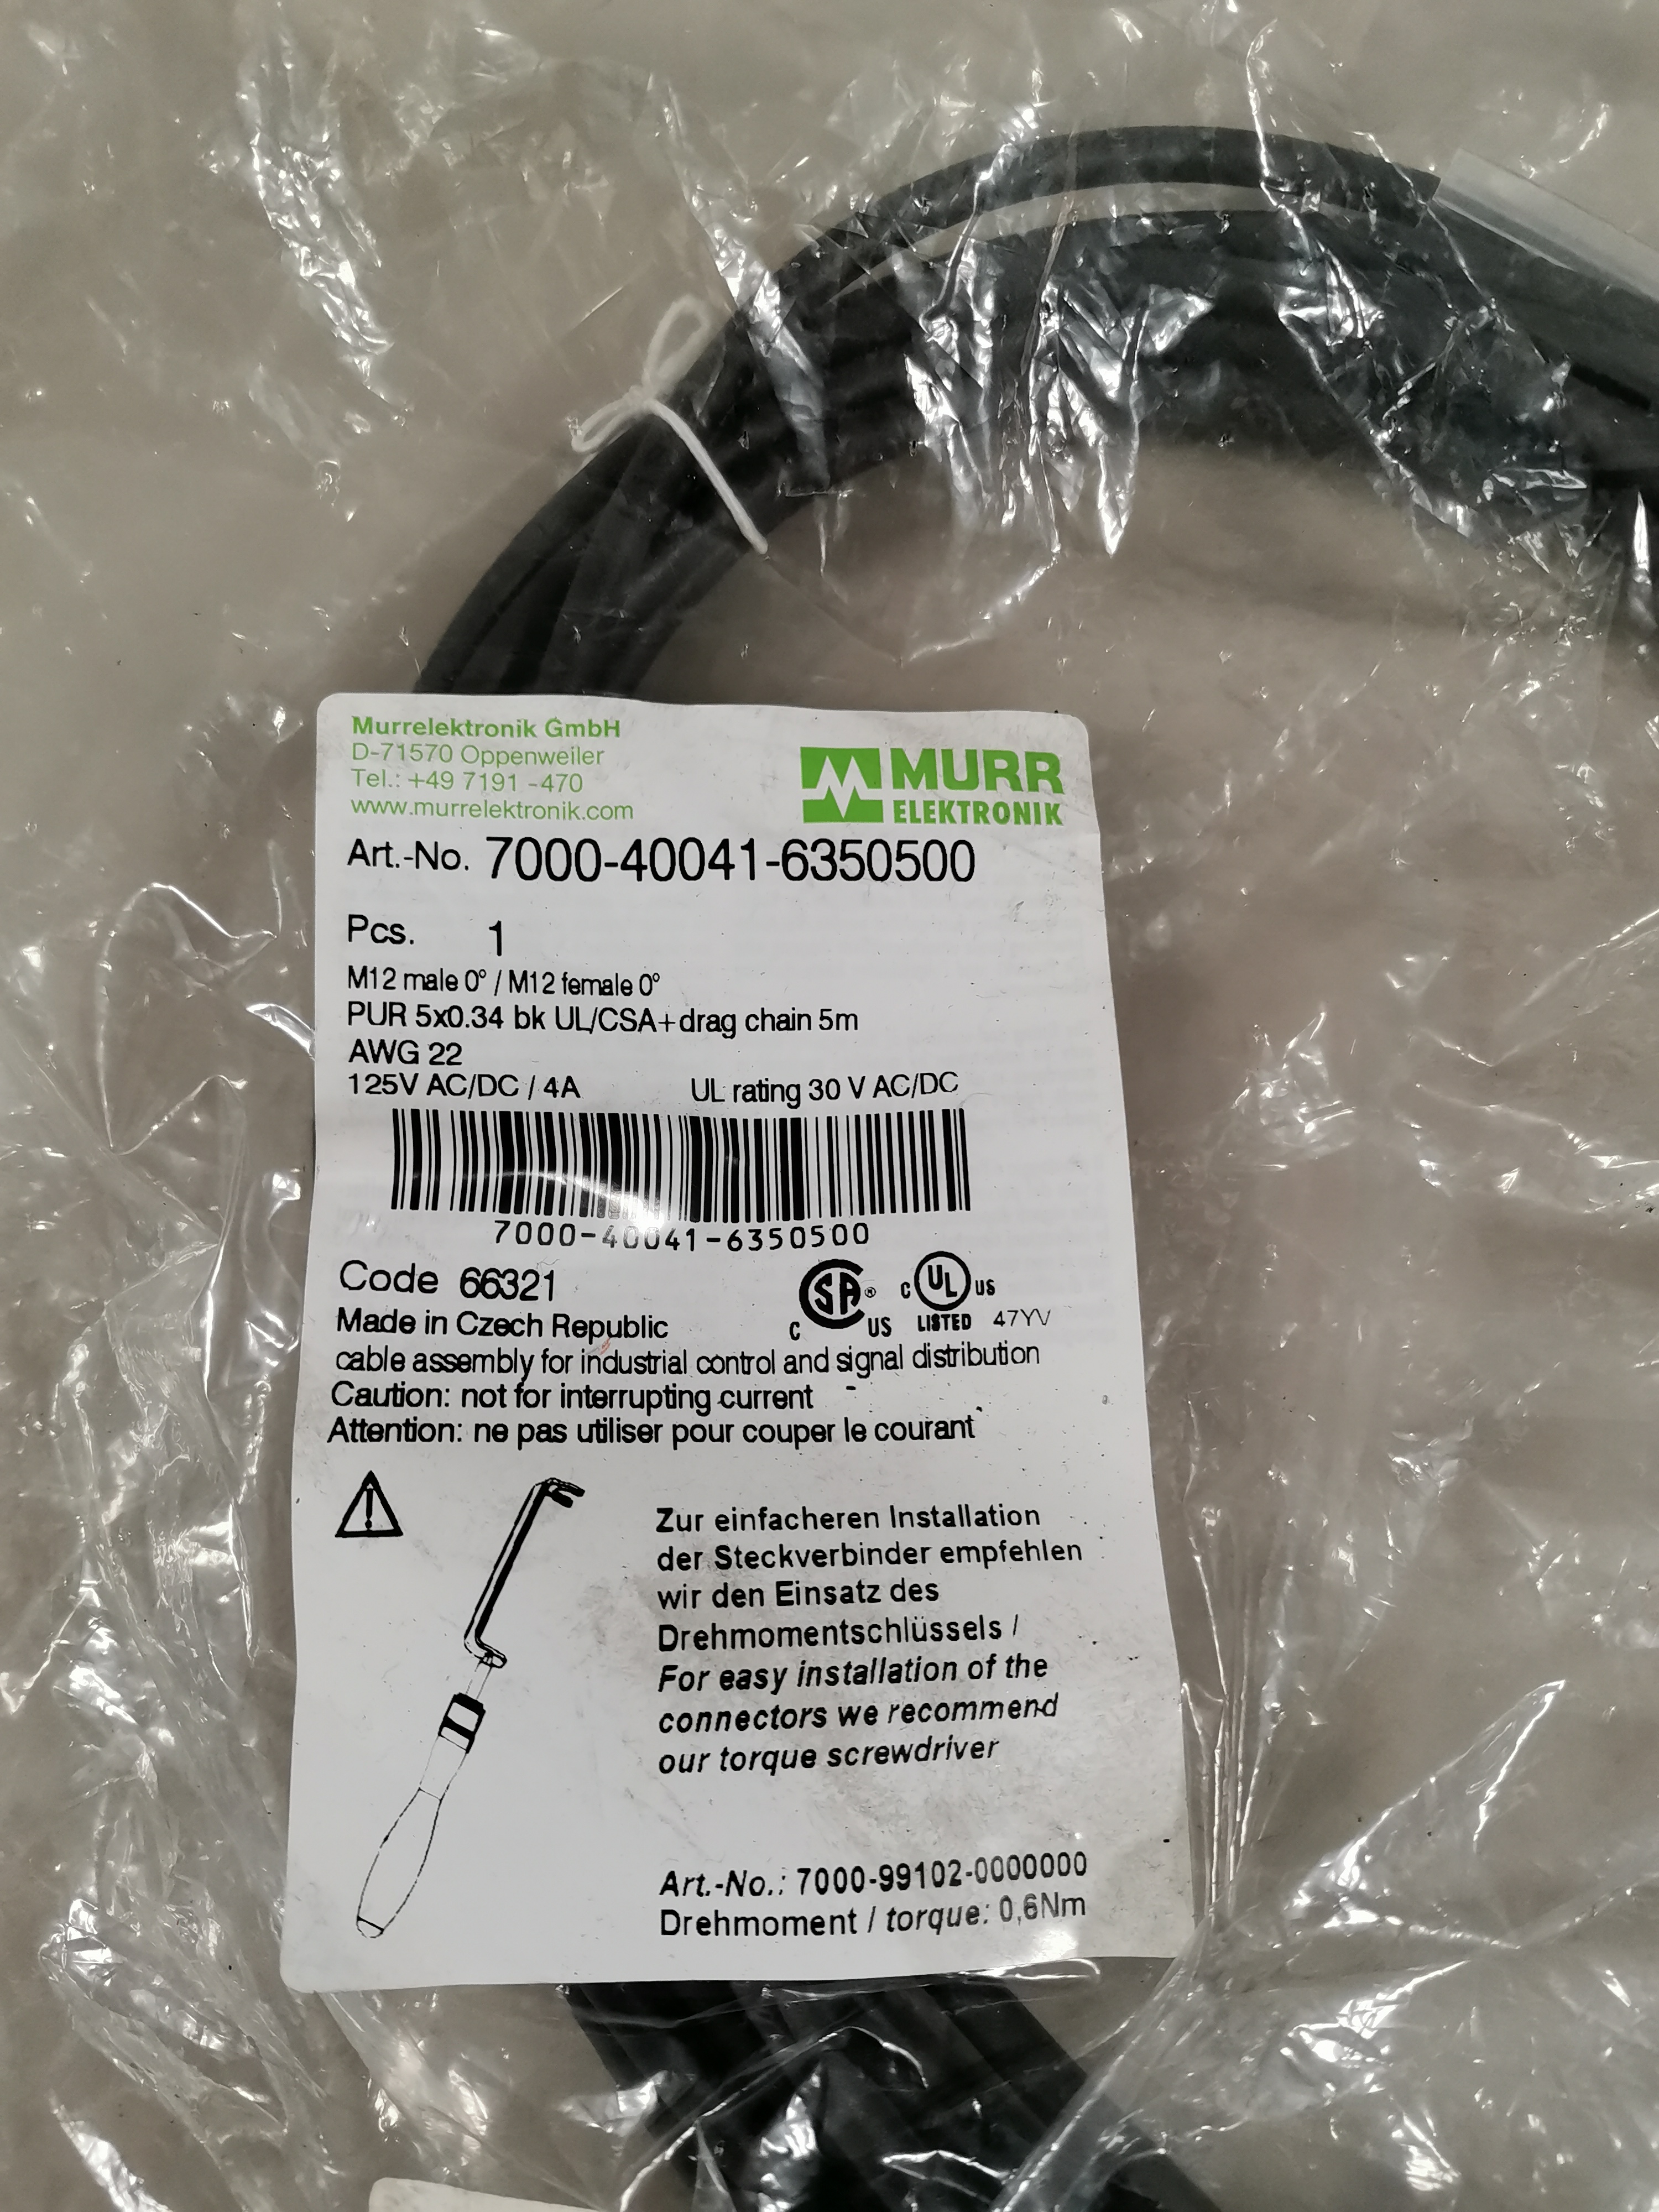 Murrelektronik GmbH
D-71570 Oppenweiler
Tel.: +49 7191 -470
www.murrelektronik.com
MURR
ELEKTRONIK
Art.-No. 7000-40041-6350500
Pcs. 1
M12 male 0° / M12 female 0°
PUR 5x0.34 bk UL/CSA+drag chain 5m
AWG 22
125V AC/DC / 4A UL rating 30 V AC/DC
7000-40041-6350500
Code 66321
C SA ® US
C UL US
LISTED 47YV
Made in Czech Republic
cable assembly for industrial control and signal distribution
Caution: not for interrupting current
Attention: ne pas utiliser pour couper le courant
Zur einfacheren Installation
der Steckverbinder empfehlen
wir den Einsatz des
Drehmomentschlüssels /
For easy installation of the
connectors we recommend
our torque screwdriver
Art.-No.: 7000-99102-0000000
Drehmoment / torque: 0,6Nm